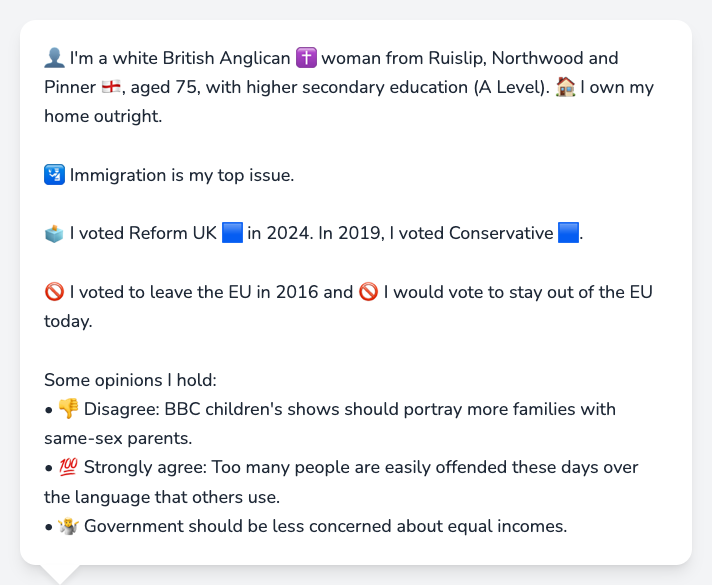 👤 I'm a white British Anglican ✝️ woman from Ruislip, Northwood and
Pinner 🏴󠁧󠁢󠁥󠁮󠁧󠁿, aged 75, with higher secondary education (A Level). 🏠 I own my
home outright.
🛂 Immigration is my top issue.
🗳️ I voted Reform UK 🟦 in 2024. In 2019, I voted Conservative 🟦.
🚫 I voted to leave the EU in 2016 and 🚫 I would vote to stay out of the EU
today.
Some opinions I hold:
• 👎 Disagree: BBC children's shows should portray more families with
same-sex parents.
• 💯 Strongly agree: Too many people are easily offended these days over
the language that others use.
• 🤷 Government should be less concerned about equal incomes.